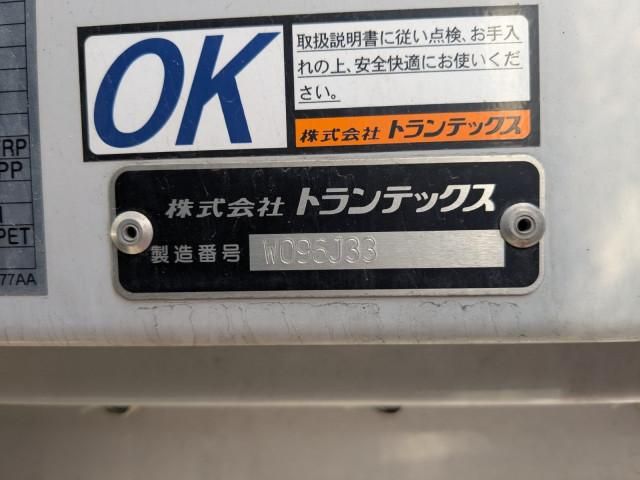 OK
取扱説明書に従い点検、お手入
れの上、安全快適にお使いくだ
さい。
株式会社 トランテックス
RP
PP
PET
77AA
株式会社 トランテックス
製造番号 W096J33